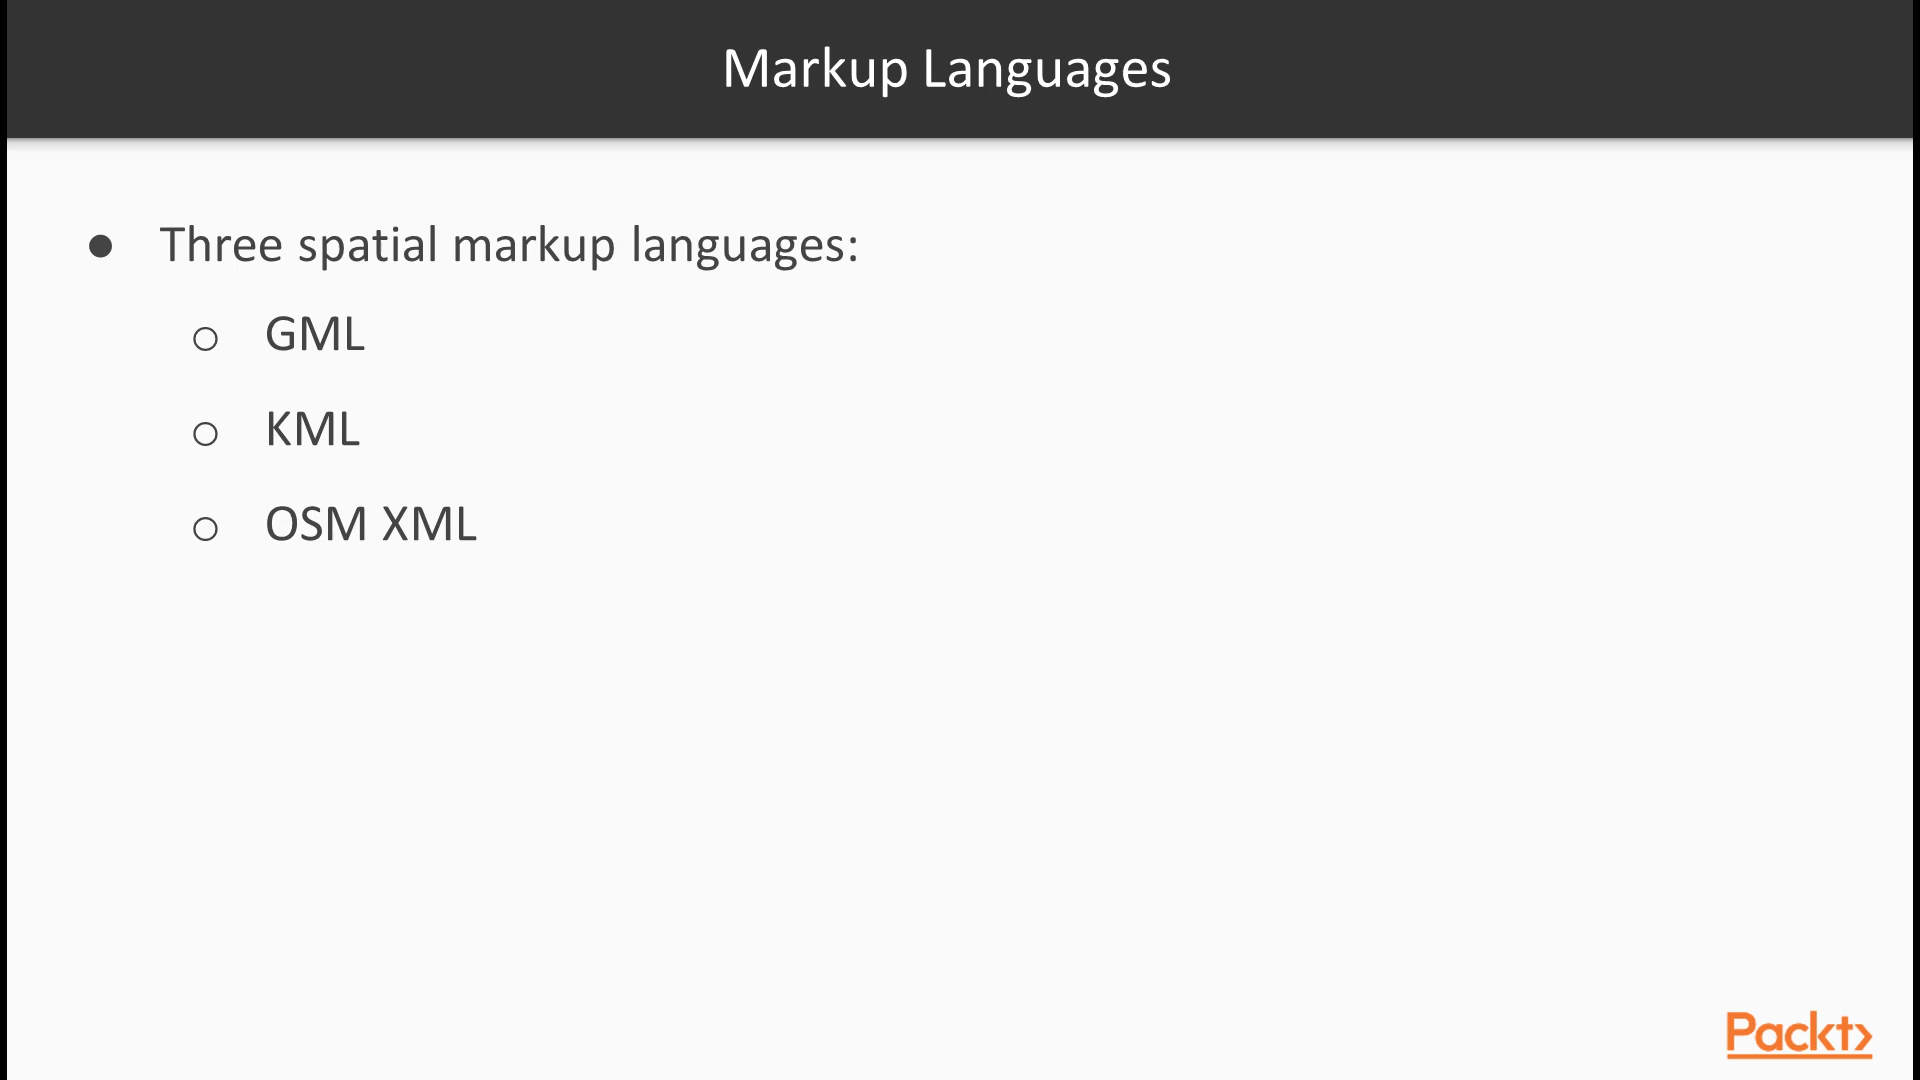 Markup Languages
● Three spatial markup languages:
○ GML
○ KML
○ OSM XML
Packt>